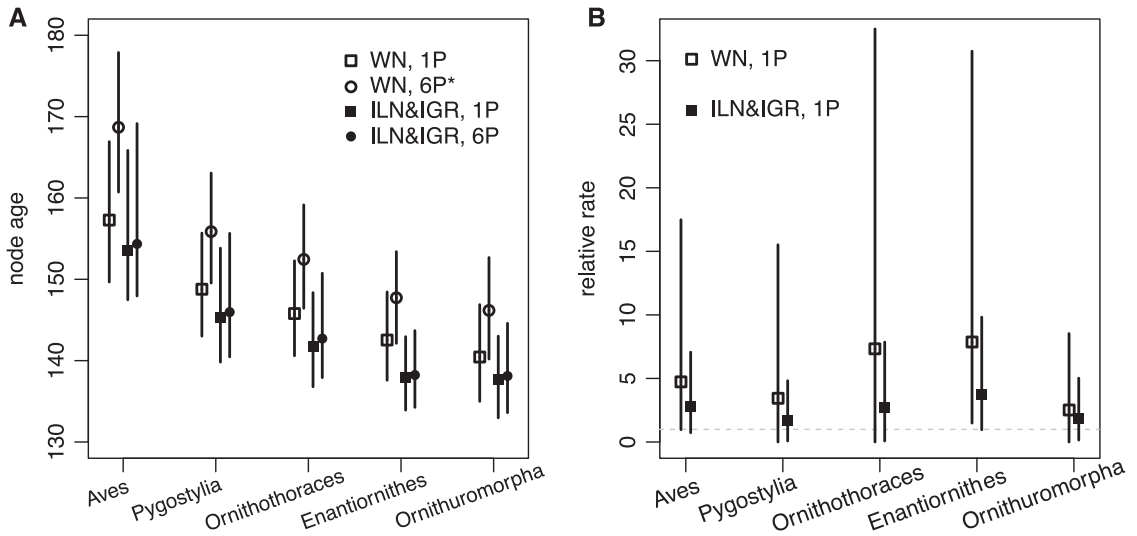 A
node age
180
170
160
150
140
130
WN, 1P
WN, 6P*
ILN&IGR, 1P
ILN&IGR, 6P
Aves
Pygostylia
Ornithothoraces
Enantiornithes
Ornithuromorpha
B
relative rate
30
25
20
15
10
5
0
WN, 1P
ILN&IGR, 1P
Aves
Pygostylia
Ornithothoraces
Enantiornithes
Ornithuromorpha